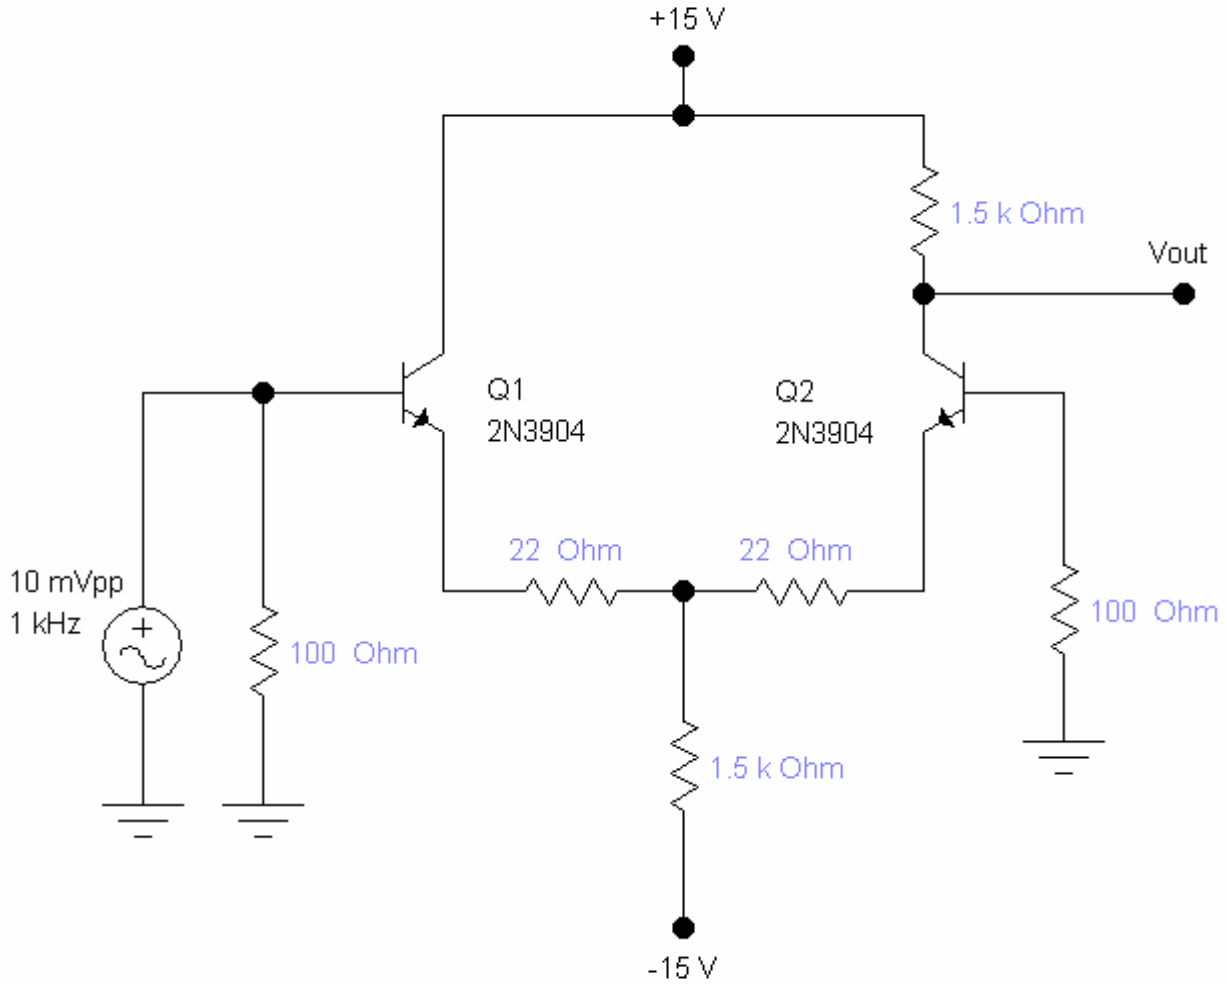 +15 V
1.5 k Ohm
Vout
Q1
2N3904
Q2
2N3904
22 Ohm
22 Ohm
10 mVpp
1 kHz
+
100 Ohm
100 Ohm
1.5 k Ohm
-15 V